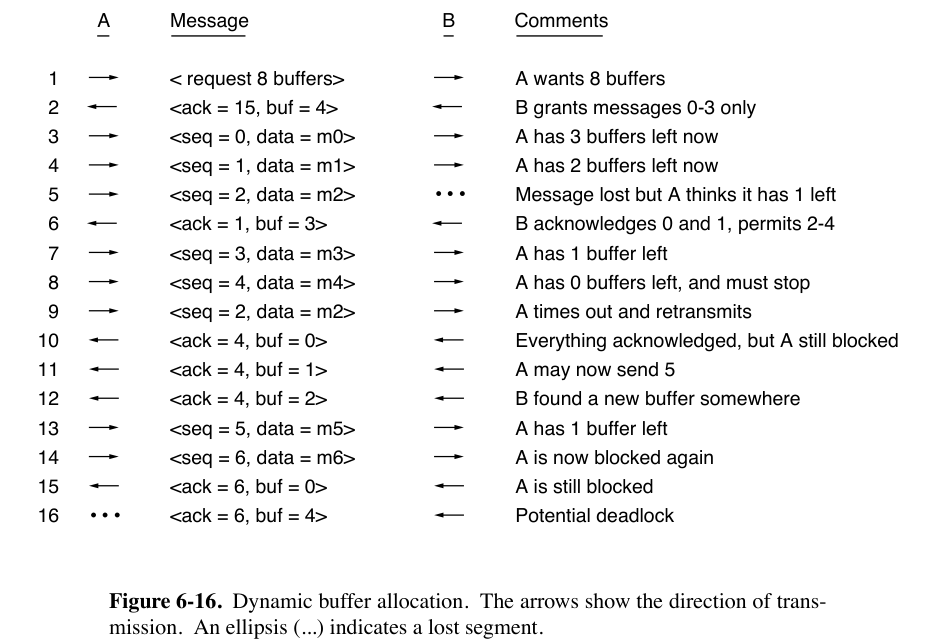 A Message B Comments
1 → < request 8 buffers> → A wants 8 buffers
2 ← <ack = 15, buf = 4> ← B grants messages 0-3 only
3 → <seq = 0, data = m0> → A has 3 buffers left now
4 → <seq = 1, data = m1> → A has 2 buffers left now
5 → <seq = 2, data = m2> ••• Message lost but A thinks it has 1 left
6 ← <ack = 1, buf = 3> ← B acknowledges 0 and 1, permits 2-4
7 → <seq = 3, data = m3> → A has 1 buffer left
8 → <seq = 4, data = m4> → A has 0 buffers left, and must stop
9 → <seq = 2, data = m2> → A times out and retransmits
10 ← <ack = 4, buf = 0> ← Everything acknowledged, but A still blocked
11 ← <ack = 4, buf = 1> ← A may now send 5
12 ← <ack = 4, buf = 2> ← B found a new buffer somewhere
13 → <seq = 5, data = m5> → A has 1 buffer left
14 → <seq = 6, data = m6> → A is now blocked again
15 ← <ack = 6, buf = 0> ← A is still blocked
16 ••• <ack = 6, buf = 4> ← Potential deadlock
Figure 6-16. Dynamic buffer allocation. The arrows show the direction of trans-
mission. An ellipsis (...) indicates a lost segment.